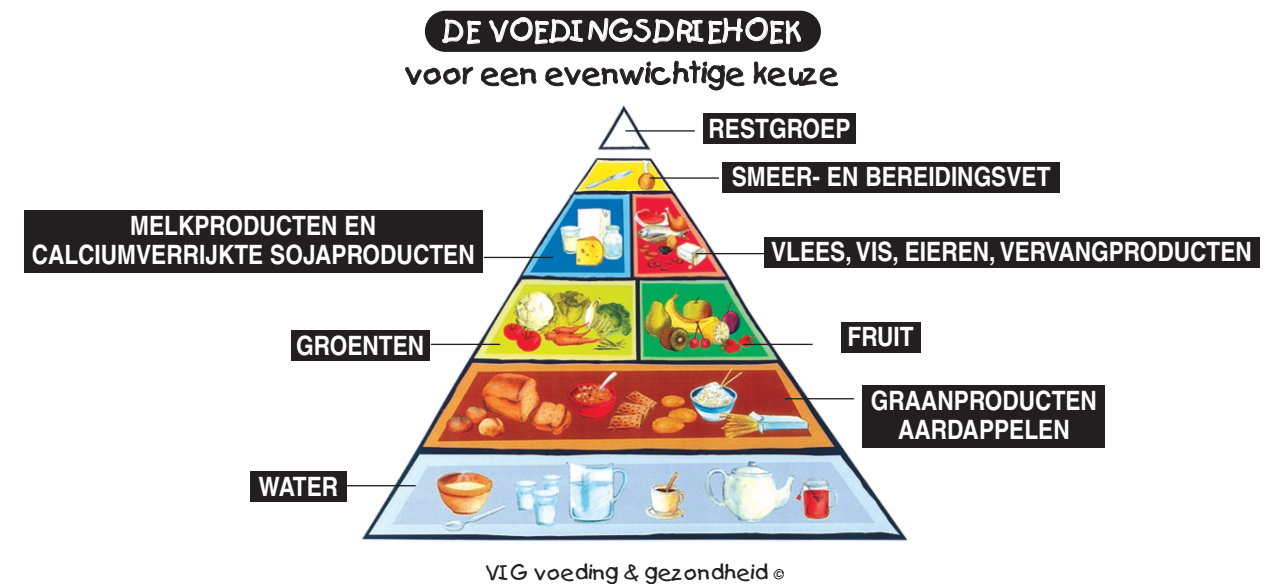 DE VOEDINGSDRIEHOEK
voor een evenwichtige keuze
RESTGROEP
SMEER- EN BEREIDINGSVET
MELKPRODUCTEN EN
CALCIUMVERRIJKTE SOJAPRODUCTEN
VLEES, VIS, EIEREN, VERVANGPRODUCTEN
GROENTEN
FRUIT
GRAANPRODUCTEN
AARDAPPELEN
WATER
VIG voeding & gezondheid ©